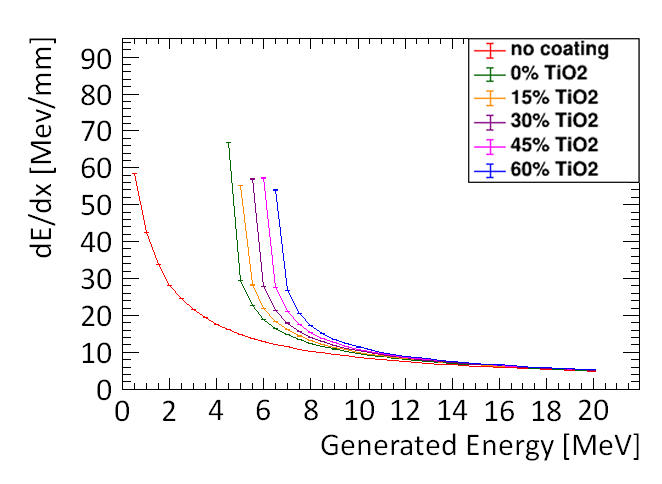 dE/dx [Mev/mm]
90
80
70
60
50
40
30
20
10
0
no coating
0% TiO2
15% TiO2
30% TiO2
45% TiO2
60% TiO2
0 2 4 6 8 10 12 14 16 18 20
Generated Energy [MeV]